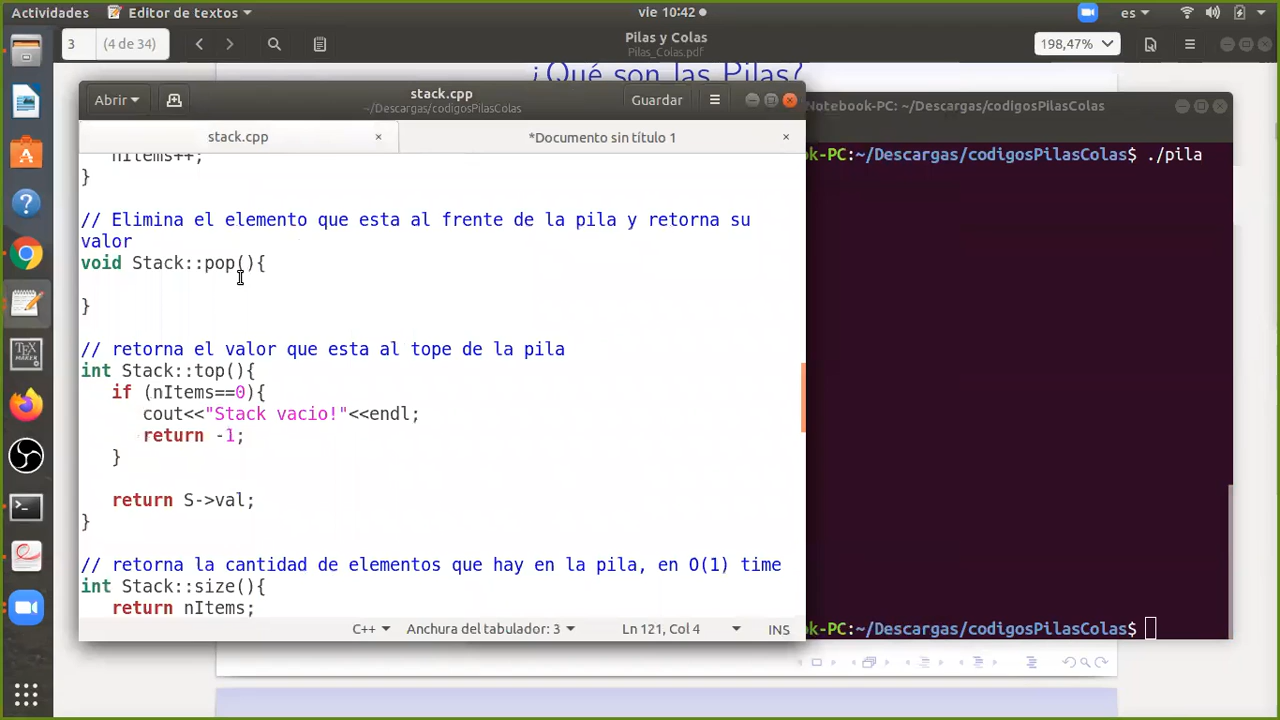 Actividades
Editor de textos
vie 10:42
es
3
(4 de 34)
Pilas y Colas
Pilas_Colas.pdf
198,47%
¿Qué son las Pilas?
Abrir
stack.cpp
~/Descargas/codigosPilasColas
Guardar
Notebook-PC: ~/Descargas/codigosPilasColas
stack.cpp
*Documento sin título 1
ok-PC:~/Descargas/codigosPilasColas$ ./pila
nItems++;
}
// Elimina el elemento que esta al frente de la pila y retorna su
valor
void Stack::pop(){
}
// retorna el valor que esta al tope de la pila
int Stack::top(){
if (nItems==0){
cout<<"Stack vacio!"<<endl;
return -1;
}
return S->val;
}
// retorna la cantidad de elementos que hay en la pila, en O(1) time
int Stack::size(){
return nItems;
C++
Anchura del tabulador: 3
Ln 121, Col 4
INS
ok-PC:~/Descargas/codigosPilasColas$